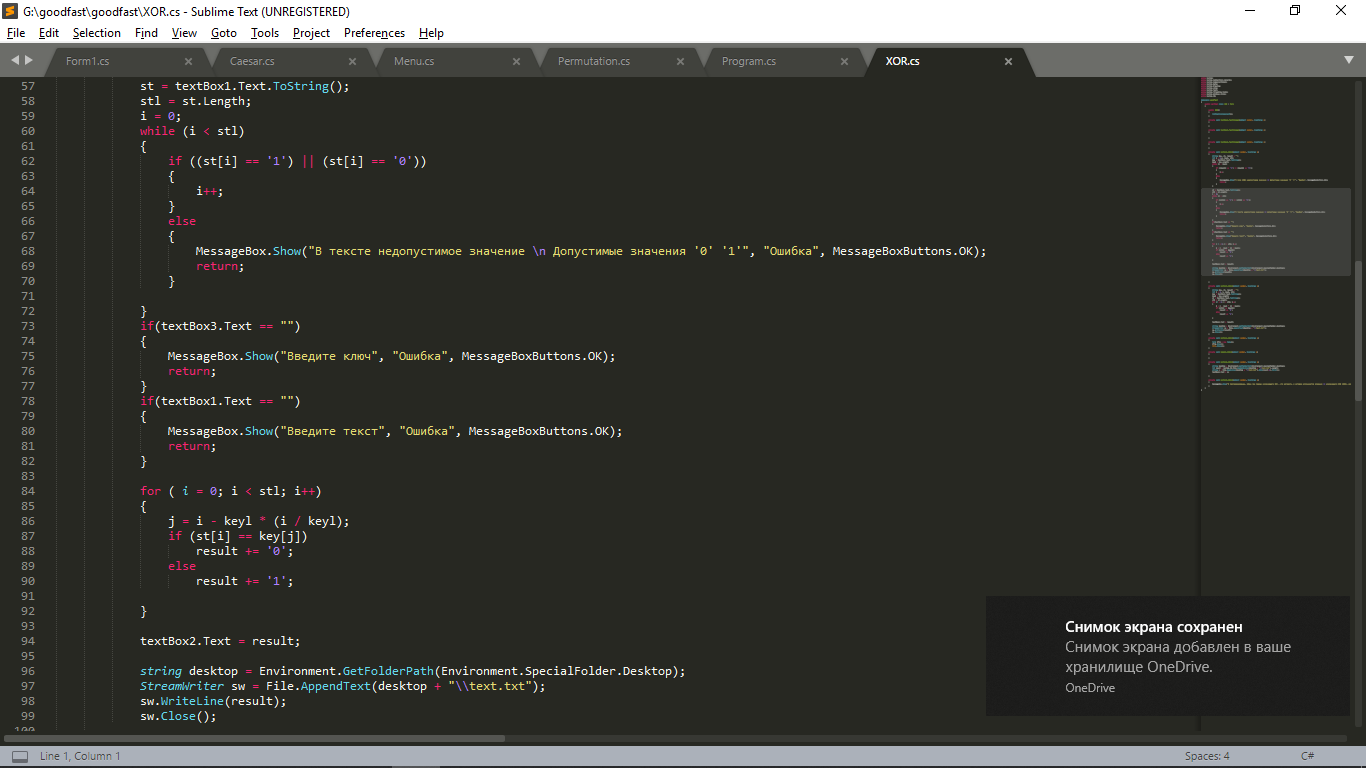 G:\goodfast\goodfast\XOR.cs - Sublime Text (UNREGISTERED)
File Edit Selection Find View Goto Tools Project Preferences Help
Form1.cs × Caesar.cs × Menu.cs × Permutation.cs × Program.cs × XOR.cs ×
57 st = textBox1.Text.ToString();
58 stl = st.Length;
59 i = 0;
60 while (i < stl)
61 {
62 if ((st[i] == '1') || (st[i] == '0'))
63 {
64 i++;
65 }
66 else
67 {
68 MessageBox.Show("В тексте недопустимое значение \n Допустимые значения '0' '1'", "Ошибка", MessageBoxButtons.OK);
69 return;
70 }
71
72 }
73 if(textBox3.Text == "")
74 {
75 MessageBox.Show("Введите ключ", "Ошибка", MessageBoxButtons.OK);
76 return;
77 }
78 if(textBox1.Text == "")
79 {
80 MessageBox.Show("Введите текст", "Ошибка", MessageBoxButtons.OK);
81 return;
82 }
83
84 for ( i = 0; i < stl; i++)
85 {
86 j = i - keyl * (i / keyl);
87 if (st[i] == key[j])
88 result += '0';
89 else
90 result += '1';
91
92 }
93
94 textBox2.Text = result;
95
96 string desktop = Environment.GetFolderPath(Environment.SpecialFolder.Desktop);
97 StreamWriter sw = File.AppendText(desktop + "\\text.txt");
98 sw.WriteLine(result);
99 sw.Close();
100
Снимок экрана сохранен
Снимок экрана добавлен в ваше
хранилище OneDrive.
OneDrive
Line 1, Column 1 Spaces: 4 C#